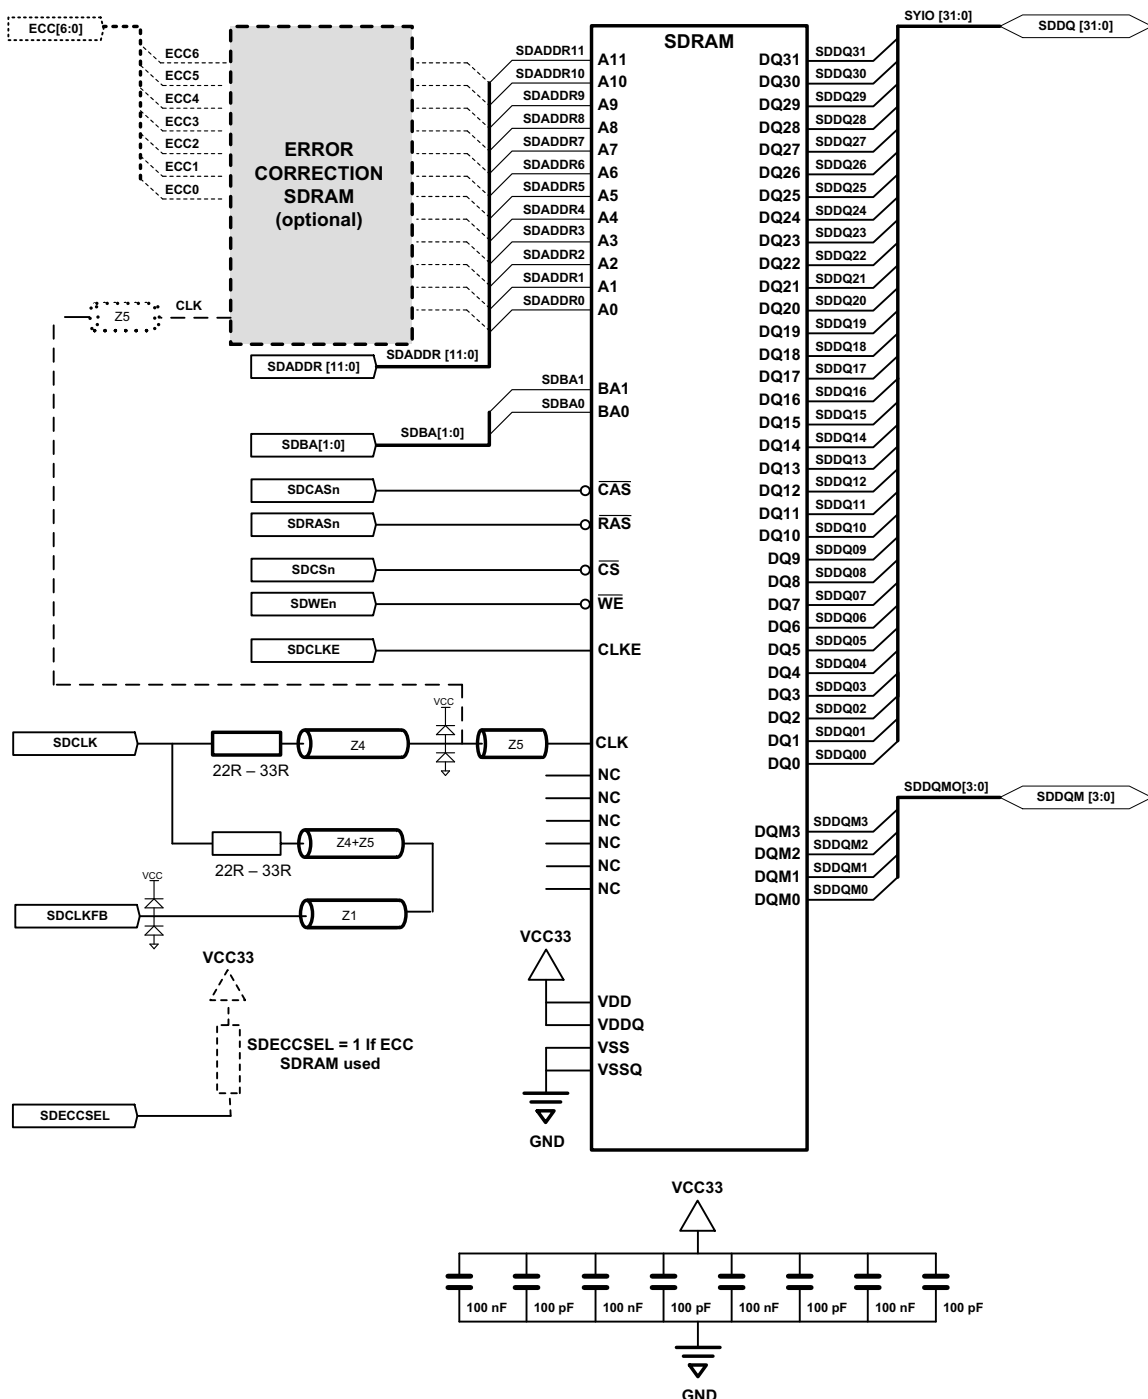 ECC[6:0]
ECC6
ECC5
ECC4
ECC3
ECC2
ECC1
ECC0
ERROR
CORRECTION
SDRAM
(optional)
Z5
CLK
SDADDR [11:0]
SDADDR [11:0]
SDADDR11
SDADDR10
SDADDR9
SDADDR8
SDADDR7
SDADDR6
SDADDR5
SDADDR4
SDADDR3
SDADDR2
SDADDR1
SDADDR0
SDBA[1:0]
SDBA[1:0]
SDBA1
SDBA0
SDCASn
SDRASn
SDCSn
SDWEn
SDCLKE
SDRAM
A11
A10
A9
A8
A7
A6
A5
A4
A3
A2
A1
A0
BA1
BA0
CAS
RAS
CS
WE
CLKE
CLK
NC
NC
NC
NC
NC
NC
VDD
VDDQ
VSS
VSSQ
DQ31
DQ30
DQ29
DQ28
DQ27
DQ26
DQ25
DQ24
DQ23
DQ22
DQ21
DQ20
DQ19
DQ18
DQ17
DQ16
DQ15
DQ14
DQ13
DQ12
DQ11
DQ10
DQ9
DQ8
DQ7
DQ6
DQ5
DQ4
DQ3
DQ2
DQ1
DQ0
DQM3
DQM2
DQM1
DQM0
SDDQ31
SDDQ30
SDDQ29
SDDQ28
SDDQ27
SDDQ26
SDDQ25
SDDQ24
SDDQ23
SDDQ22
SDDQ21
SDDQ20
SDDQ19
SDDQ18
SDDQ17
SDDQ16
SDDQ15
SDDQ14
SDDQ13
SDDQ12
SDDQ11
SDDQ10
SDDQ09
SDDQ08
SDDQ07
SDDQ06
SDDQ05
SDDQ04
SDDQ03
SDDQ02
SDDQ01
SDDQ00
SYIO [31:0]
SDDQ [31:0]
SDDQM3
SDDQM2
SDDQM1
SDDQM0
SDDQMO[3:0]
SDDQM [3:0]
SDCLK
22R – 33R
Z4
VCC
Z5
22R – 33R
Z4+Z5
VCC
SDCLKFB
Z1
VCC33
SDECCSEL = 1 If ECC
SDRAM used
SDECCSEL
VCC33
GND
VCC33
100 nF
100 pF
100 nF
100 pF
100 nF
100 pF
100 nF
100 pF
GND